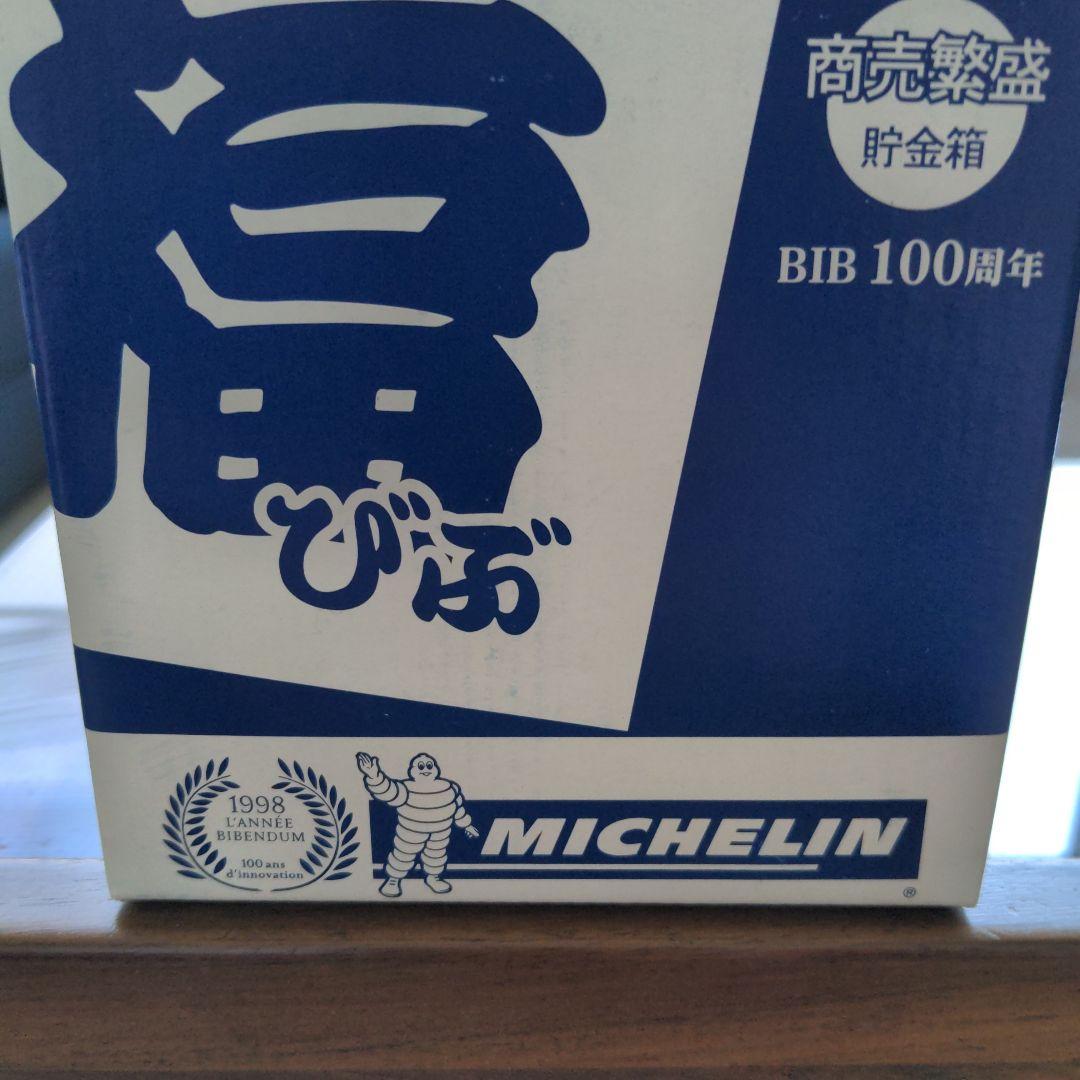 商売繁盛
貯金箱
BIB 100周年
福
びぶ
1998
L'ANNÉE
BIBENDUM
100 ans
d'innovation
MICHELIN
®